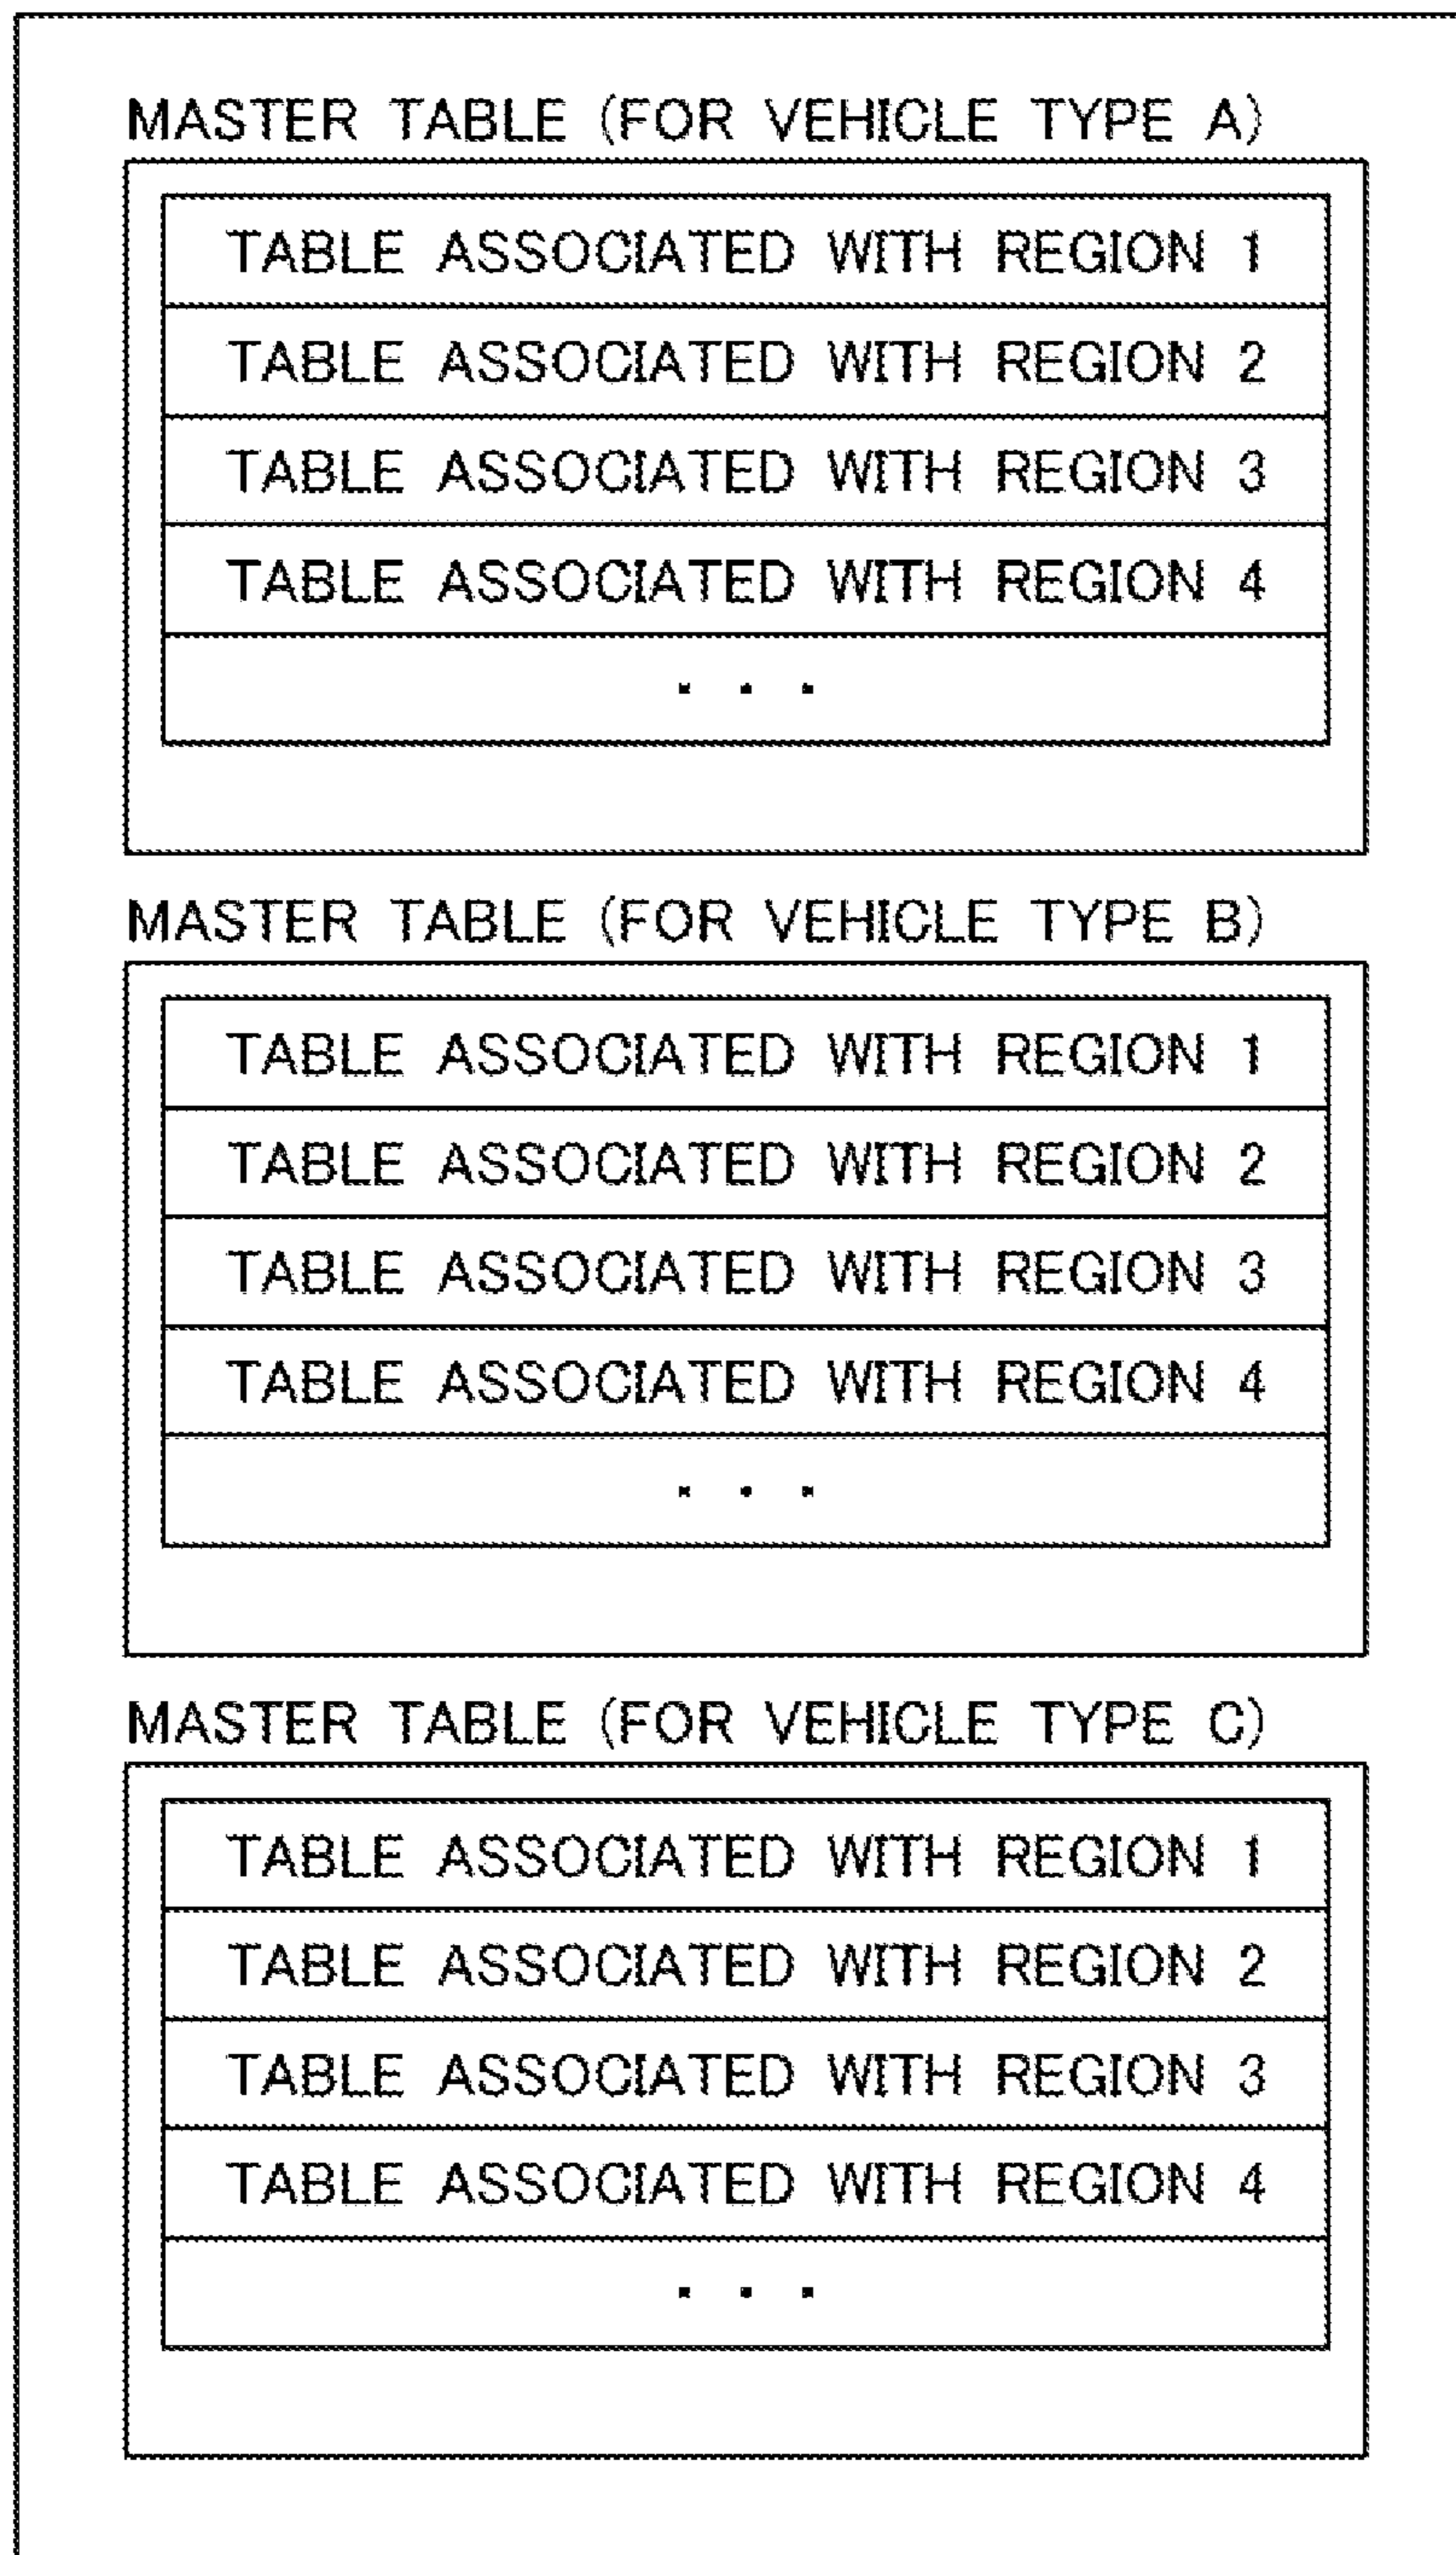 MASTER TABLE (FOR VEHICLE TYPE A)
TABLE ASSOCIATED WITH REGION 1
TABLE ASSOCIATED WITH REGION 2
TABLE ASSOCIATED WITH REGION 3
TABLE ASSOCIATED WITH REGION 4
. . .
MASTER TABLE (FOR VEHICLE TYPE B)
TABLE ASSOCIATED WITH REGION 1
TABLE ASSOCIATED WITH REGION 2
TABLE ASSOCIATED WITH REGION 3
TABLE ASSOCIATED WITH REGION 4
. . .
MASTER TABLE (FOR VEHICLE TYPE C)
TABLE ASSOCIATED WITH REGION 1
TABLE ASSOCIATED WITH REGION 2
TABLE ASSOCIATED WITH REGION 3
TABLE ASSOCIATED WITH REGION 4
. . .